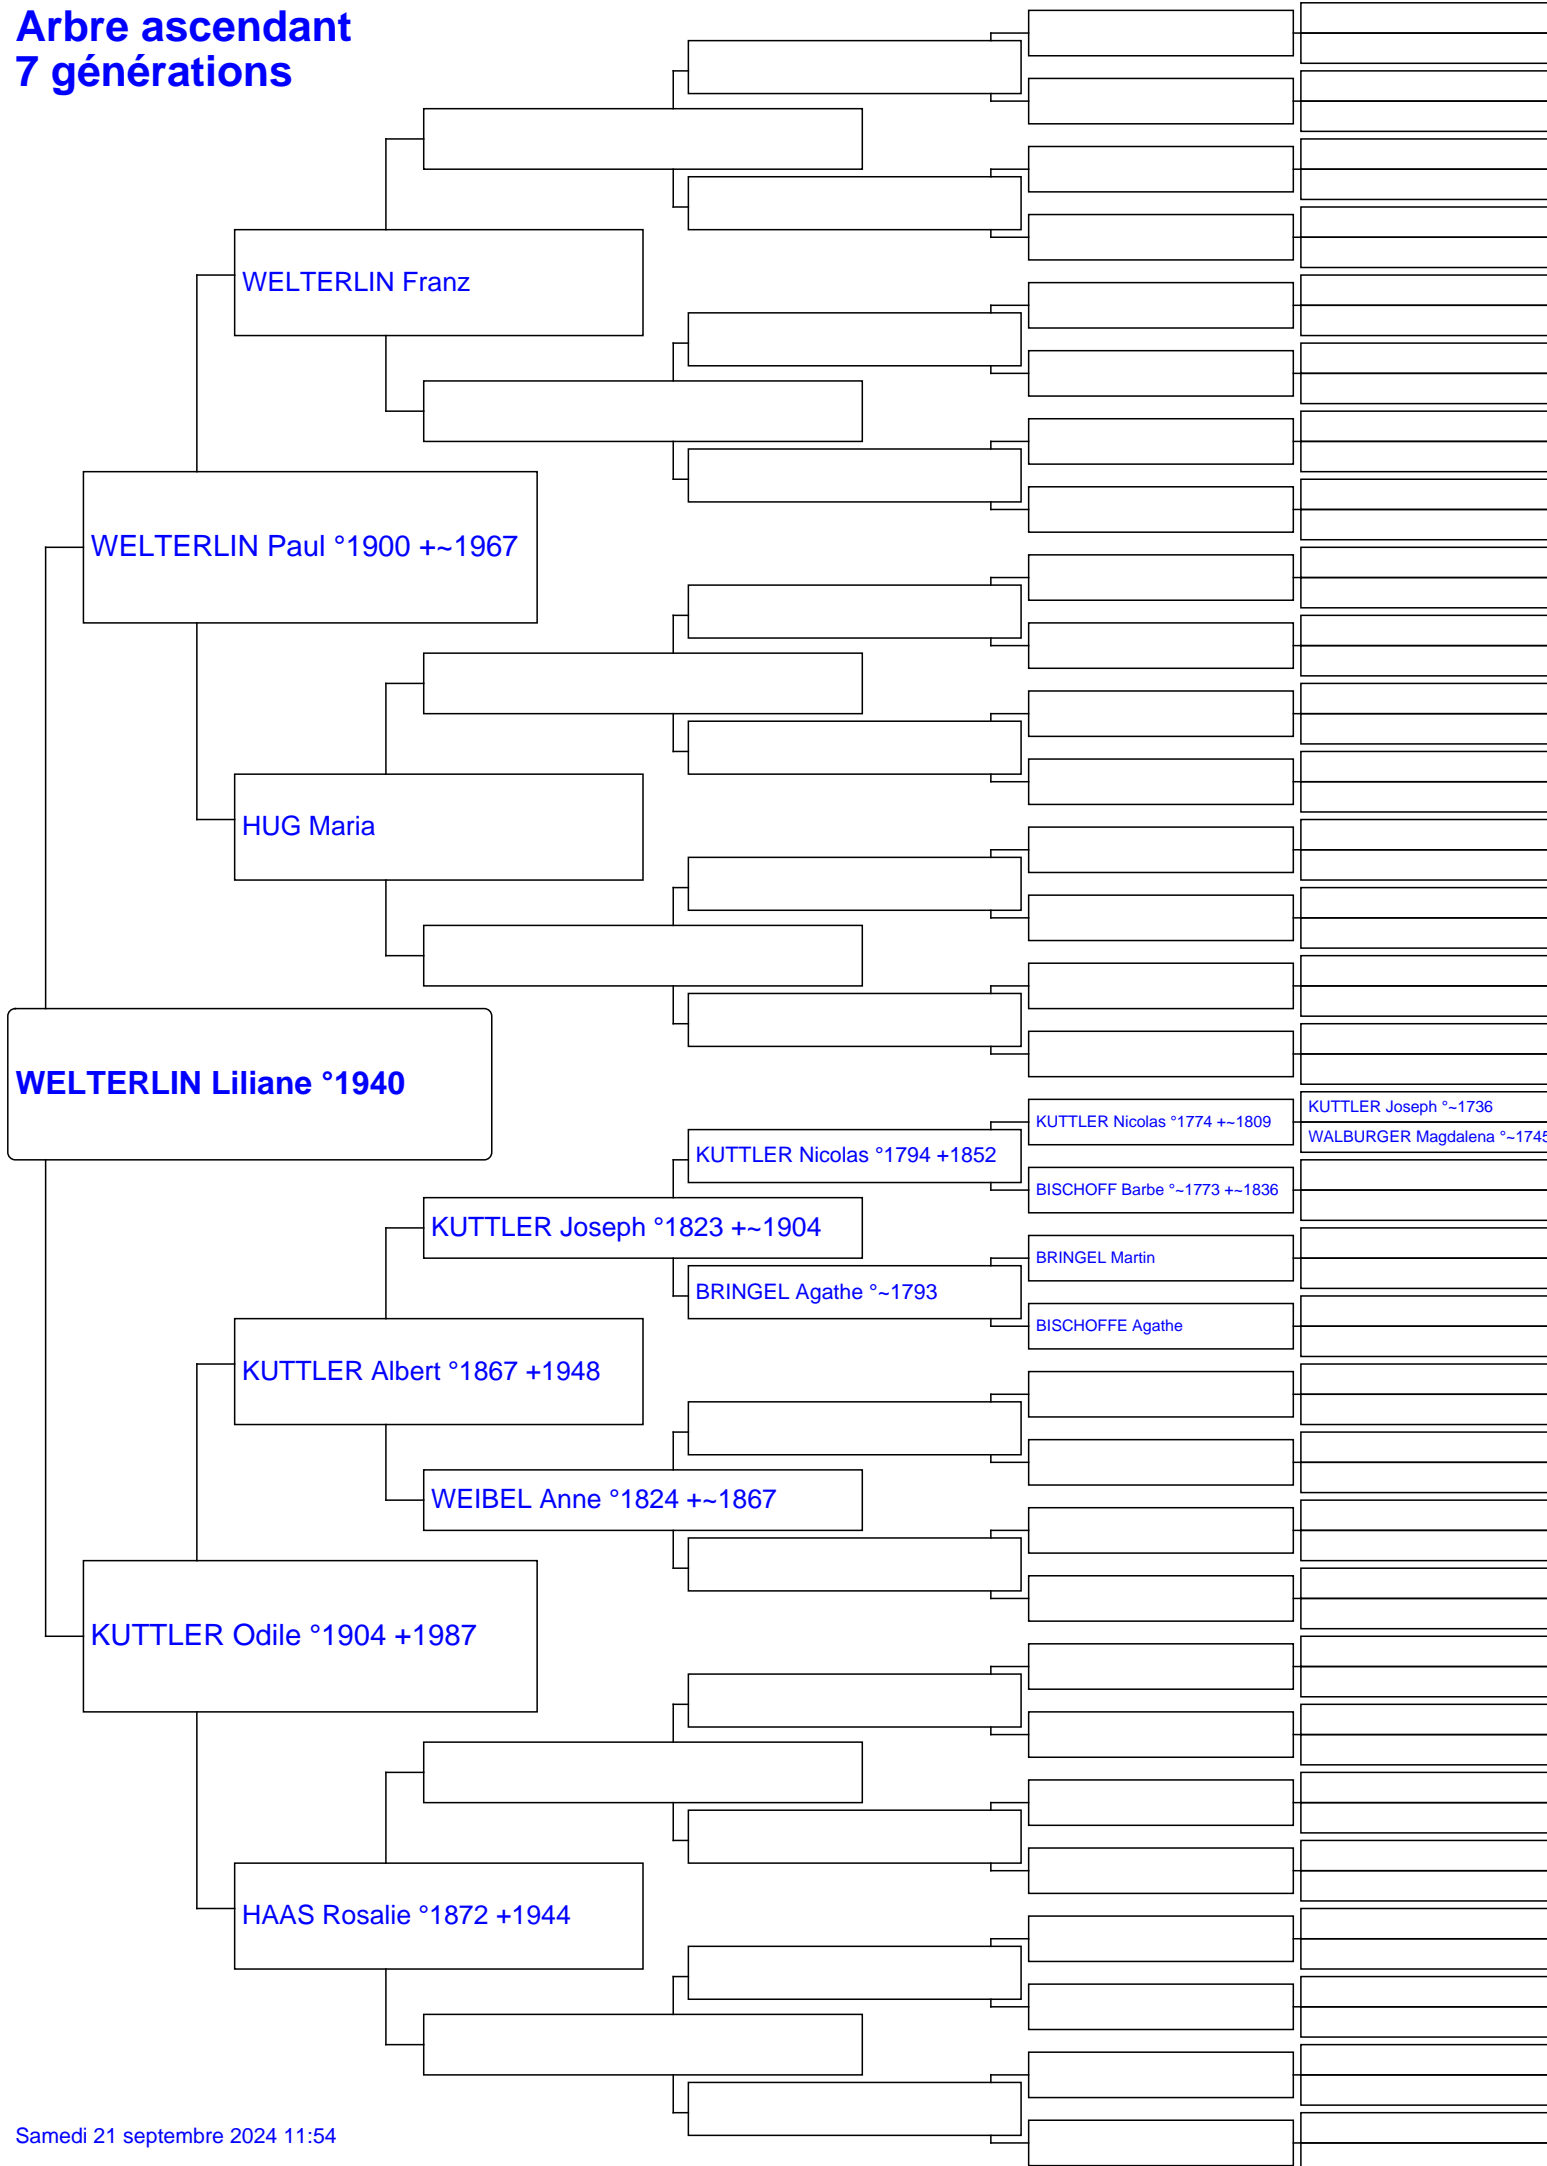 Arbre ascendant
7 générations
WELTERLIN Franz
WELTERLIN Paul °1900 +~1967
HUG Maria
WELTERLIN Liliane °1940
KUTTLER Nicolas °1774 +~1809
KUTTLER Joseph °~1736
WALBURGER Magdalena °~1745
KUTTLER Nicolas °1794 +1852
BISCHOFF Barbe °~1773 +~1836
KUTTLER Joseph °1823 +~1904
BRINGEL Martin
BRINGEL Agathe °~1793
BISCHOFFE Agathe
KUTTLER Albert °1867 +1948
WEIBEL Anne °1824 +~1867
KUTTLER Odile °1904 +1987
HAAS Rosalie °1872 +1944
Samedi 21 septembre 2024 11:54